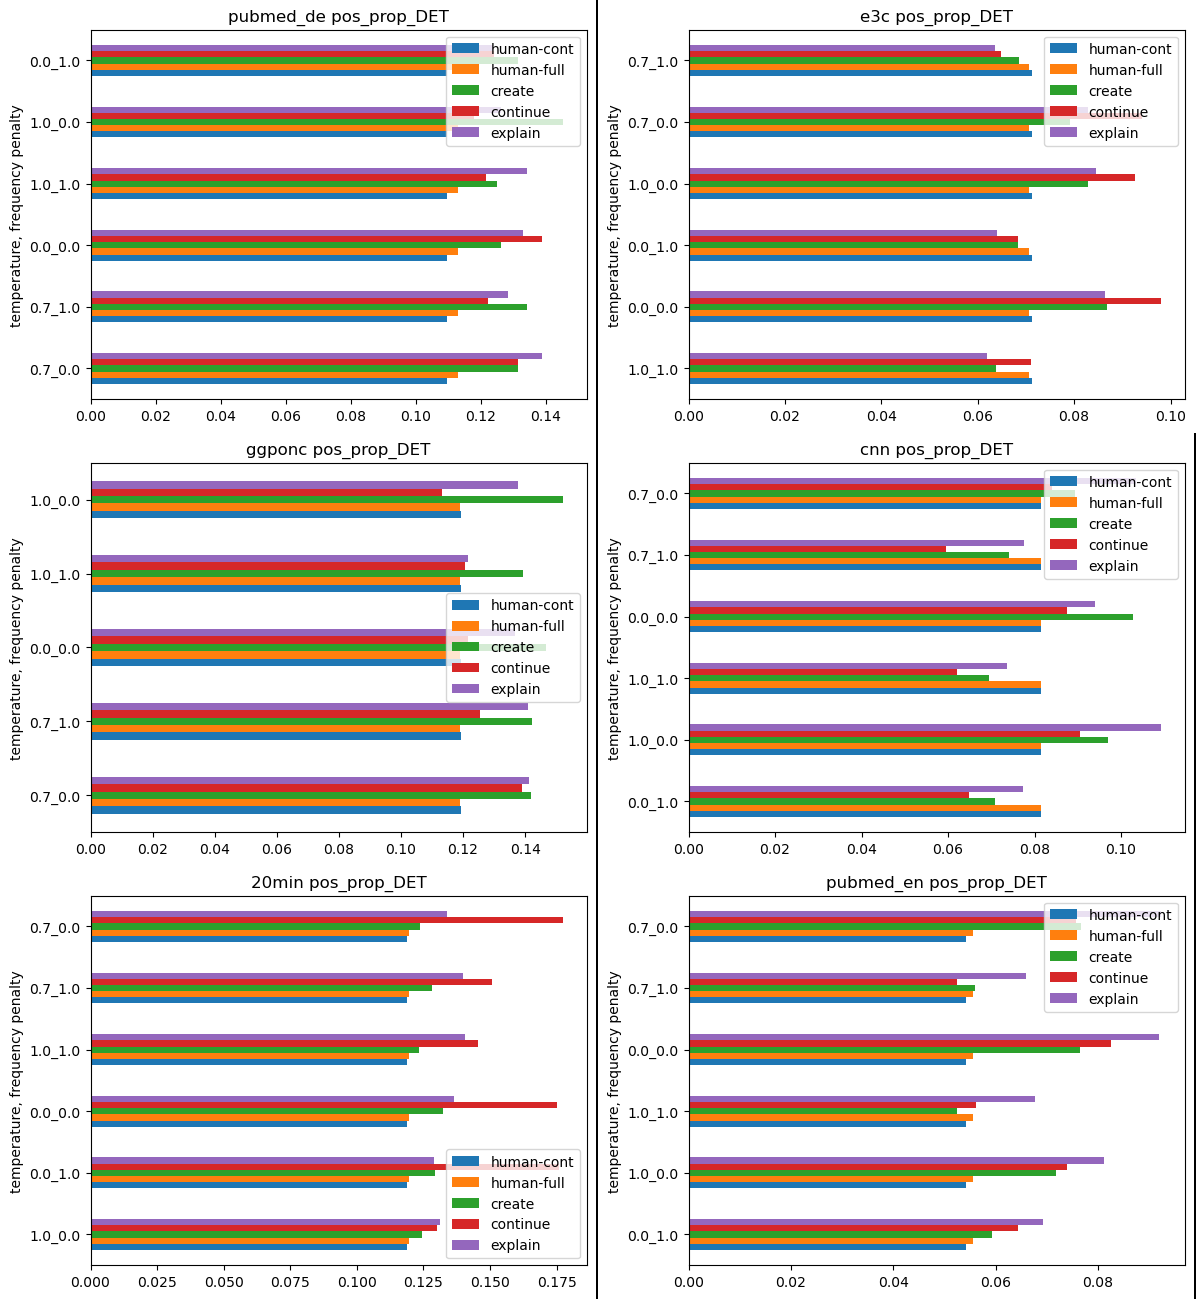 pubmed_de pos_prop_DET
temperature, frequency penalty
0.0_1.0
1.0_0.0
1.0_1.0
0.0_0.0
0.7_1.0
0.7_0.0
human-cont
human-full
create
continue
explain
0.00 0.02 0.04 0.06 0.08 0.10 0.12 0.14
e3c pos_prop_DET
temperature, frequency penalty
0.7_1.0
0.7_0.0
1.0_0.0
0.0_1.0
0.0_0.0
1.0_1.0
human-cont
human-full
create
continue
explain
0.00 0.02 0.04 0.06 0.08 0.10
ggponc pos_prop_DET
temperature, frequency penalty
1.0_0.0
1.0_1.0
0.0_0.0
0.7_1.0
0.7_0.0
human-cont
human-full
create
continue
explain
0.00 0.02 0.04 0.06 0.08 0.10 0.12 0.14
cnn pos_prop_DET
temperature, frequency penalty
0.7_0.0
0.7_1.0
0.0_0.0
1.0_1.0
1.0_0.0
0.0_1.0
human-cont
human-full
create
continue
explain
0.00 0.02 0.04 0.06 0.08 0.10
20min pos_prop_DET
temperature, frequency penalty
0.7_0.0
0.7_1.0
1.0_1.0
0.0_0.0
0.0_1.0
1.0_0.0
human-cont
human-full
create
continue
explain
0.000 0.025 0.050 0.075 0.100 0.125 0.150 0.175
pubmed_en pos_prop_DET
temperature, frequency penalty
0.7_0.0
0.7_1.0
0.0_0.0
1.0_1.0
1.0_0.0
0.0_1.0
human-cont
human-full
create
continue
explain
0.00 0.02 0.04 0.06 0.08